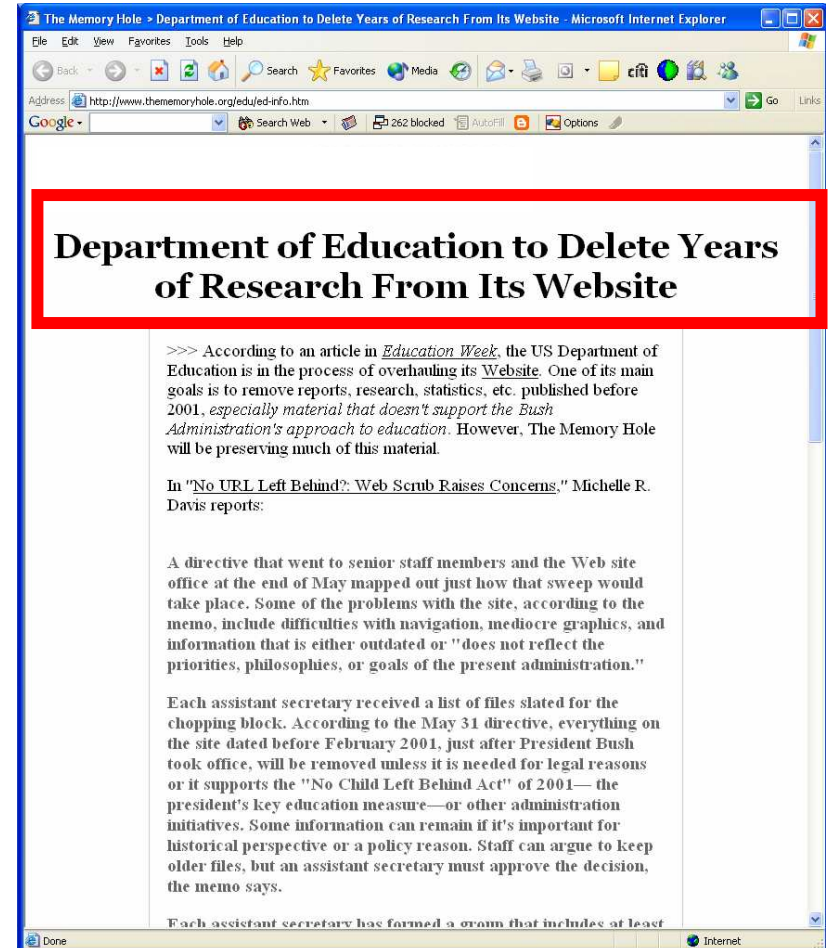 The Memory Hole > Department of Education to Delete Years of Research From Its Website - Microsoft Internet Explorer
File Edit View Favorites Tools Help
Back Search Favorites Media citi
Address http://www.thememoryhole.org/edu/ed-info.htm Go Links
Google Search Web 262 blocked AutoFill Options
Department of Education to Delete Years
of Research From Its Website
>>> According to an article in Education Week, the US Department of
Education is in the process of overhauling its Website. One of its main
goals is to remove reports, research, statistics, etc. published before
2001, especially material that doesn't support the Bush
Administration's approach to education. However, The Memory Hole
will be preserving much of this material.
In "No URL Left Behind?: Web Scrub Raises Concerns," Michelle R.
Davis reports:
A directive that went to senior staff members and the Web site
office at the end of May mapped out just how that sweep would
take place. Some of the problems with the site, according to the
memo, include difficulties with navigation, mediocre graphics, and
information that is either outdated or "does not reflect the
priorities, philosophies, or goals of the present administration."
Each assistant secretary received a list of files slated for the
chopping block. According to the May 31 directive, everything on
the site dated before February 2001, just after President Bush
took office, will be removed unless it is needed for legal reasons
or it supports the "No Child Left Behind Act" of 2001— the
president's key education measure—or other administration
initiatives. Some information can remain if it's important for
historical perspective or a policy reason. Staff can argue to keep
older files, but an assistant secretary must approve the decision,
the memo says.
Each assistant secretary has formed a group that includes at least
Done Internet